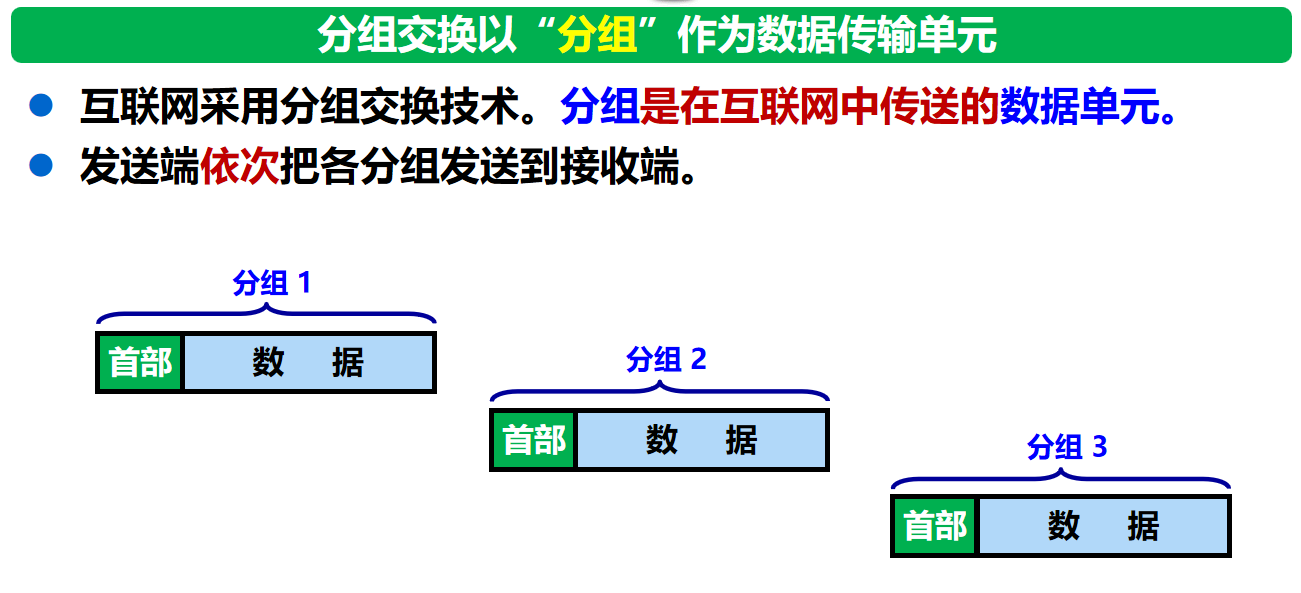 分组交换以“分组”作为数据传输单元
互联网采用分组交换技术。分组是在互联网中传送的数据单元。
发送端依次把各分组发送到接收端。
分组 1
首部 数 据
分组 2
首部 数 据
分组 3
首部 数 据